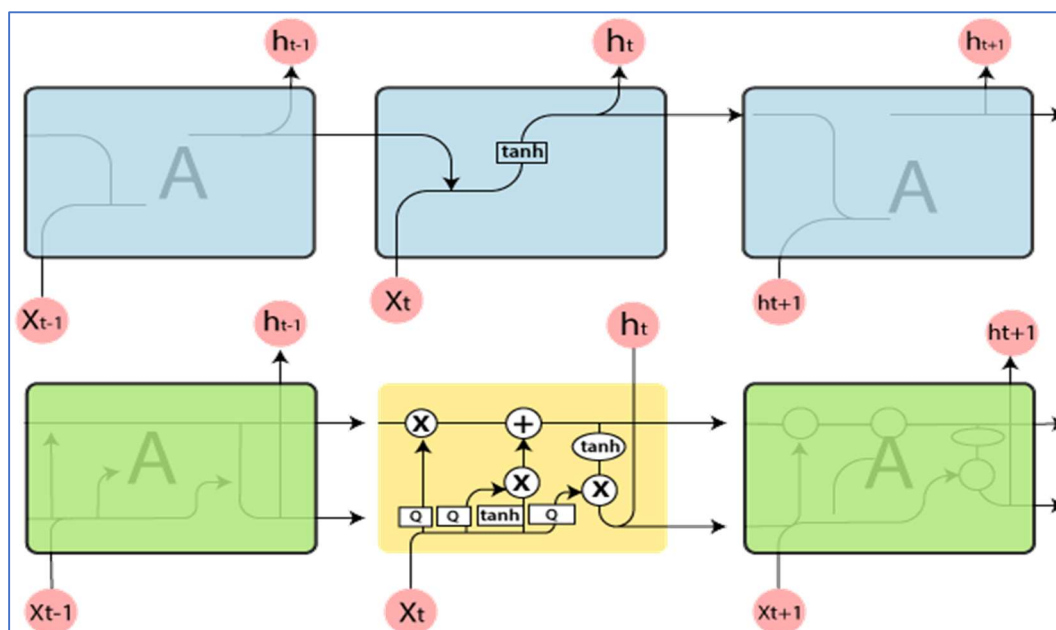 ht-1 ht ht+1
A tanh A
Xt-1 Xt ht+1
ht-1 ht ht+1
A X + A
tanh
X X
Q Q tanh Q
Xt-1 Xt Xt+1